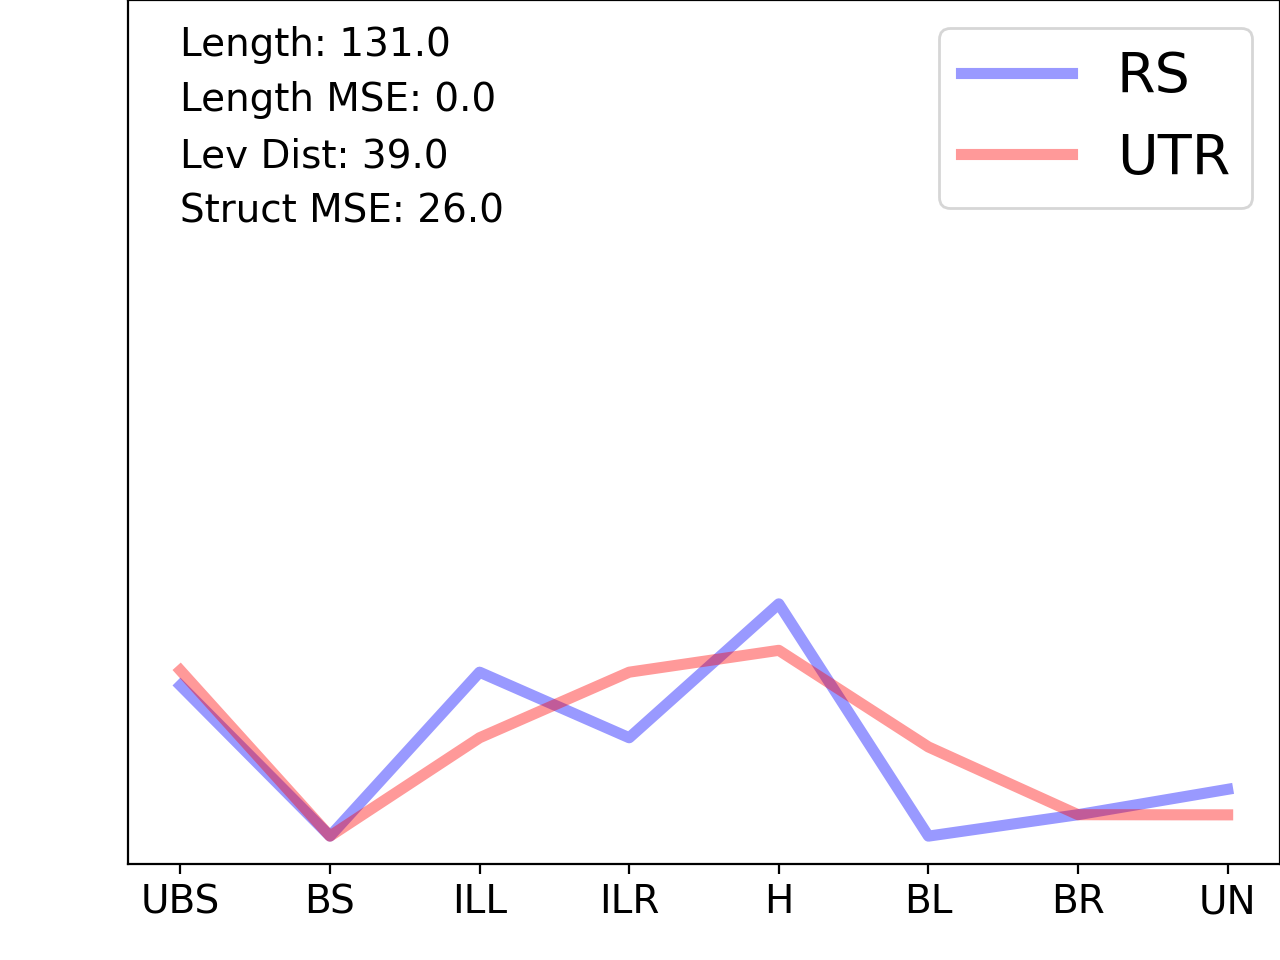 Length: 131.0
Length MSE: 0.0
Lev Dist: 39.0
Struct MSE: 26.0
RS
UTR
UBS BS ILL ILR H BL BR UN